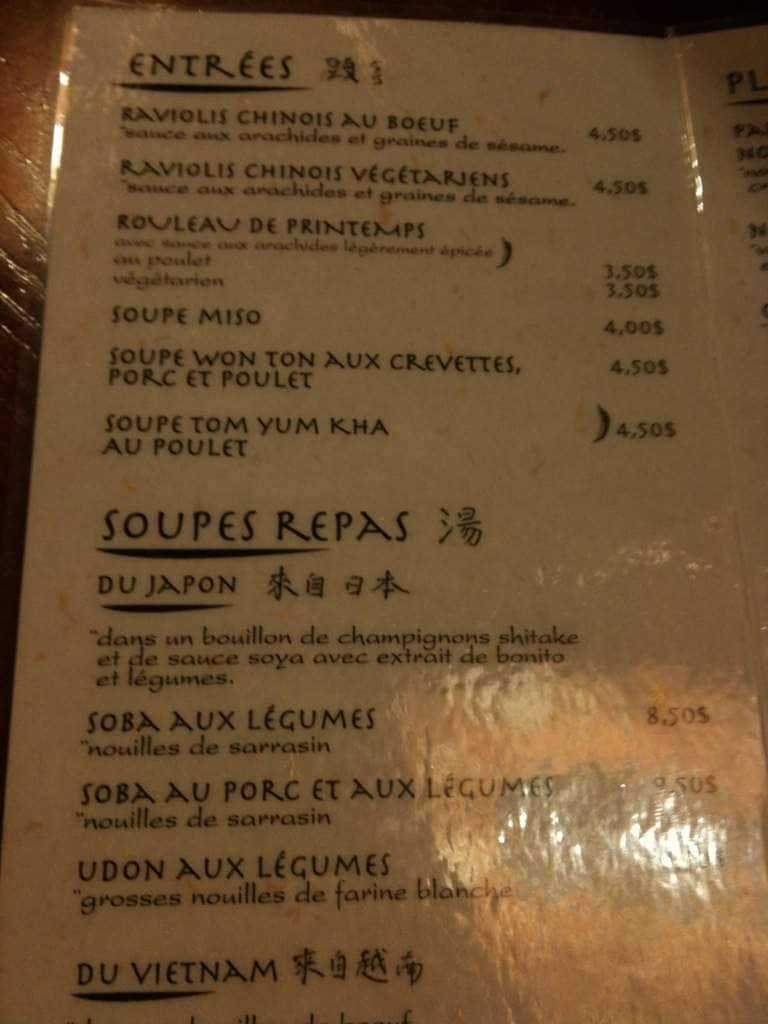 ENTRÉES
RAVIOLIS CHINOIS AU BOEUF
"sauce aux arachides et graines de sésame. 4,50$
RAVIOLIS CHINOIS VÉGÉTARIENS
"sauce aux arachides et graines de sésame. 4,50$
ROULEAU DE PRINTEMPS
avec sauce aux arachides légèrement épicée
au poulet 3,50$
végétarien 3,50$
SOUPE MISO 4,00$
SOUPE WON TON AUX CREVETTES, 4,50$
PORC ET POULET
SOUPE TOM YUM KHA 4,50$
AU POULET
SOUPES REPAS 湯
DU JAPON 來自日本
"dans un bouillon de champignons shitake
et de sauce soya avec extrait de bonito
et légumes.
SOBA AUX LÉGUMES 8,50$
"nouilles de sarrasin
SOBA AU PORC ET AUX LÉGUMES 9,50$
"nouilles de sarrasin
UDON AUX LÉGUMES
"grosses nouilles de farine blanche
DU VIETNAM 來自越南
PL